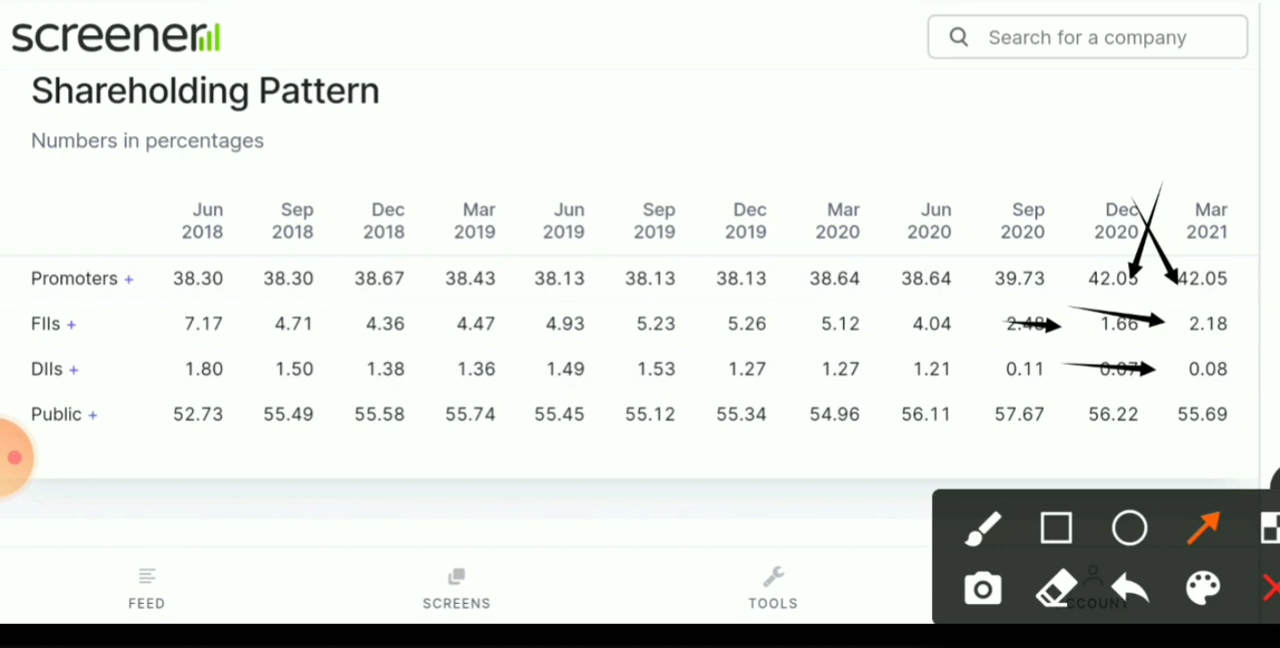 screener
Search for a company
Shareholding Pattern
Numbers in percentages
Jun 2018 Sep 2018 Dec 2018 Mar 2019 Jun 2019 Sep 2019 Dec 2019 Mar 2020 Jun 2020 Sep 2020 Dec 2020 Mar 2021
Promoters + 38.30 38.30 38.67 38.43 38.13 38.13 38.13 38.64 38.64 39.73 42.05 42.05
FIIs + 7.17 4.71 4.36 4.47 4.93 5.23 5.26 5.12 4.04 2.48 1.66 2.18
DIIs + 1.80 1.50 1.38 1.36 1.49 1.53 1.27 1.27 1.21 0.11 0.07 0.08
Public + 52.73 55.49 55.58 55.74 55.45 55.12 55.34 54.96 56.11 57.67 56.22 55.69
FEED SCREENS TOOLS ACCOUNT